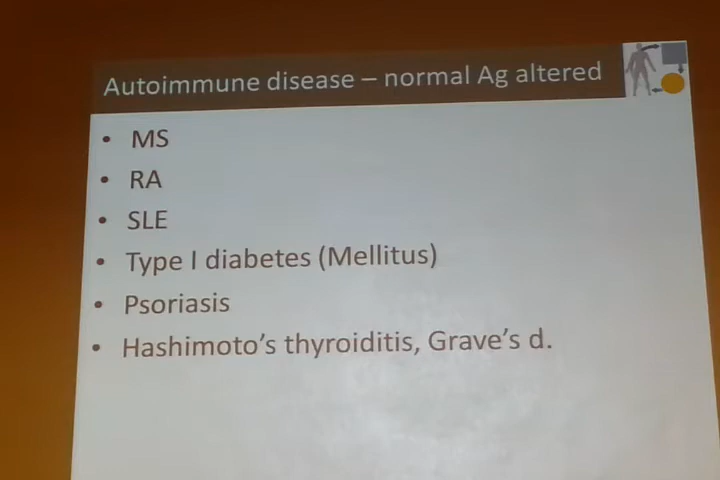 Autoimmune disease – normal Ag altered
• MS
• RA
• SLE
• Type I diabetes (Mellitus)
• Psoriasis
• Hashimoto’s thyroiditis, Grave’s d.